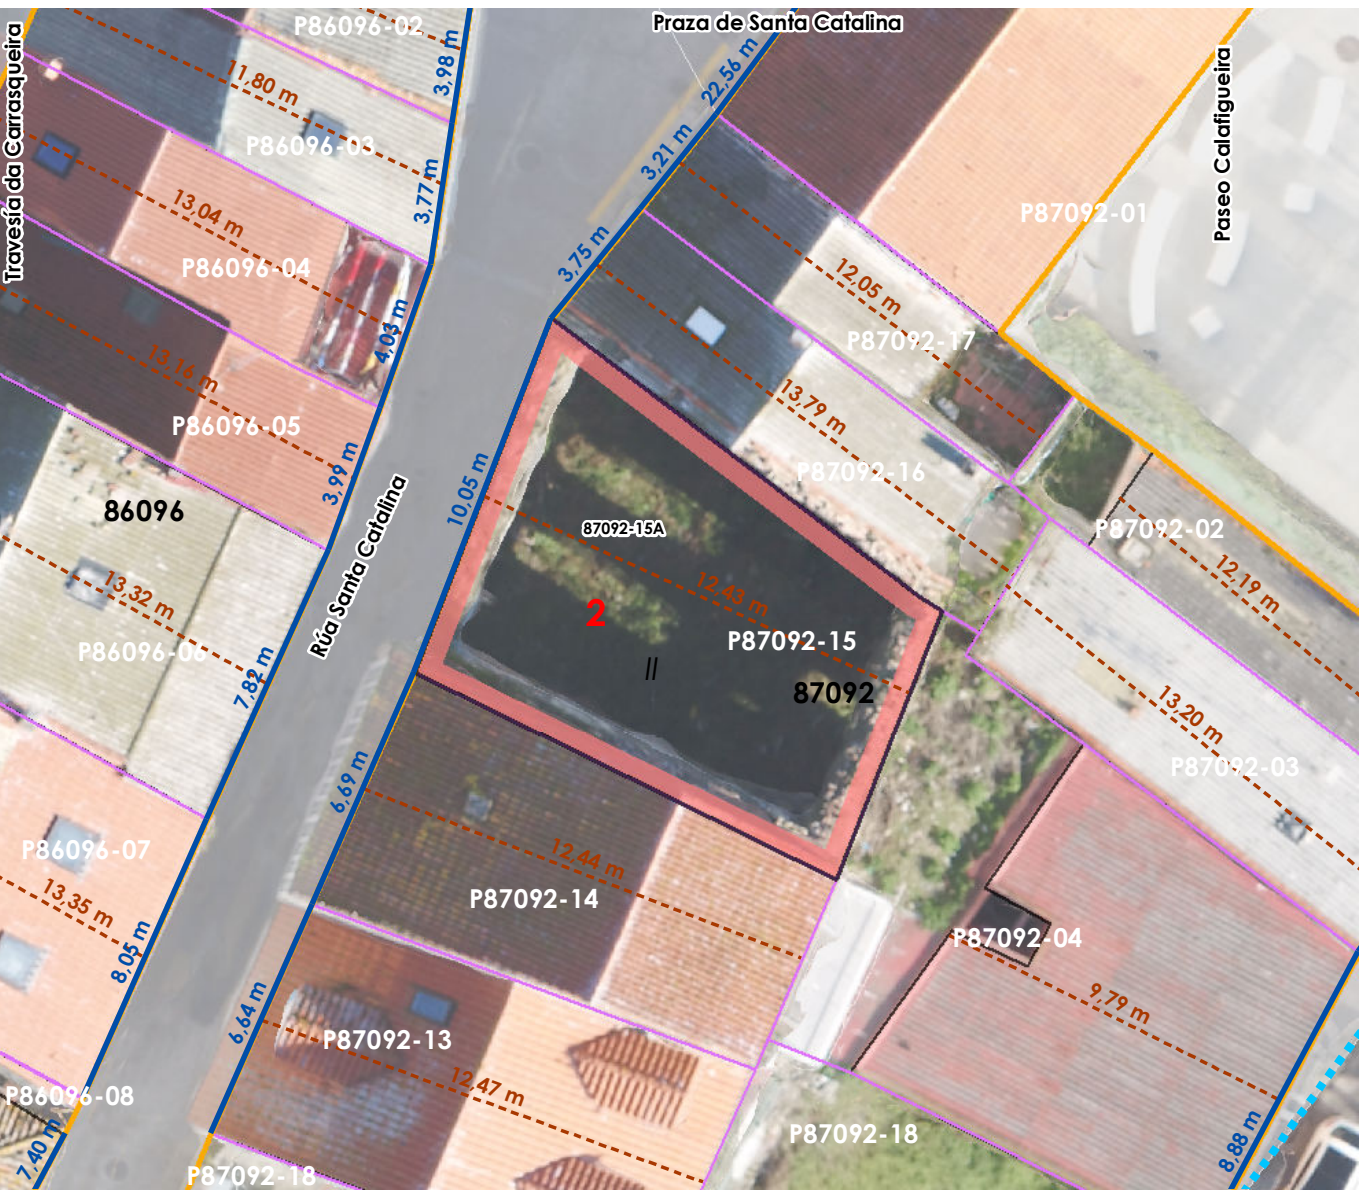 Praza de Santa Catalina
P86096-02
3,98 m
22,56 m
Travesía da Carrasqueira
Paseo Calafigueira
11,80 m
P86096-03
3,21 m
3,77 m
13,04 m
P87092-01
3,75 m
P86096-04
12,05 m
4,03 m
P87092-17
13,16 m
13,79 m
P86096-05
P87092-16
3,99 m
10,05 m
86096
87092-15A
P87092-02
Rúa Santa Catalina
12,43 m
12,19 m
13,32 m
2
P87092-15
P86096-06
II
87092
7,82 m
13,20 m
6,69 m
P87092-03
P86096-07
12,44 m
13,35 m
P87092-14
8,05 m
P87092-04
6,64 m
9,79 m
P87092-13
12,47 m
P86096-08
P87092-18
7,40 m
8,88 m
P87092-18